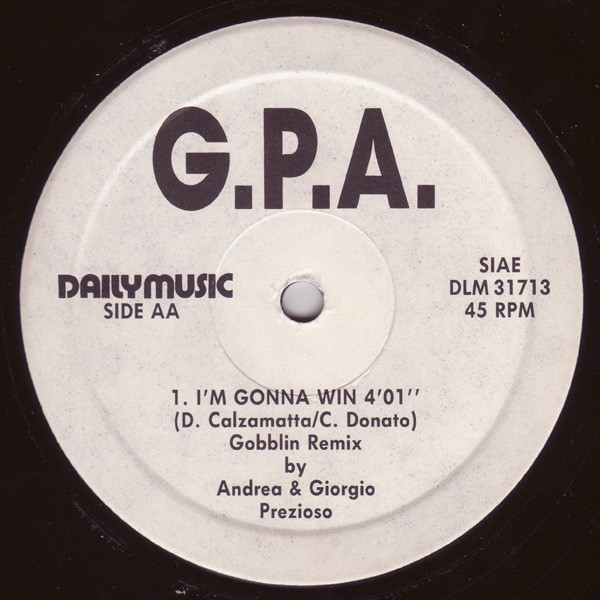 G.P.A.
DAILYMUSIC
SIDE AA
SIAE
DLM 31713
45 RPM
1. I'M GONNA WIN 4'01''
(D. Calzamatta/C. Donato)
Gobblin Remix
by
Andrea & Giorgio
Prezioso